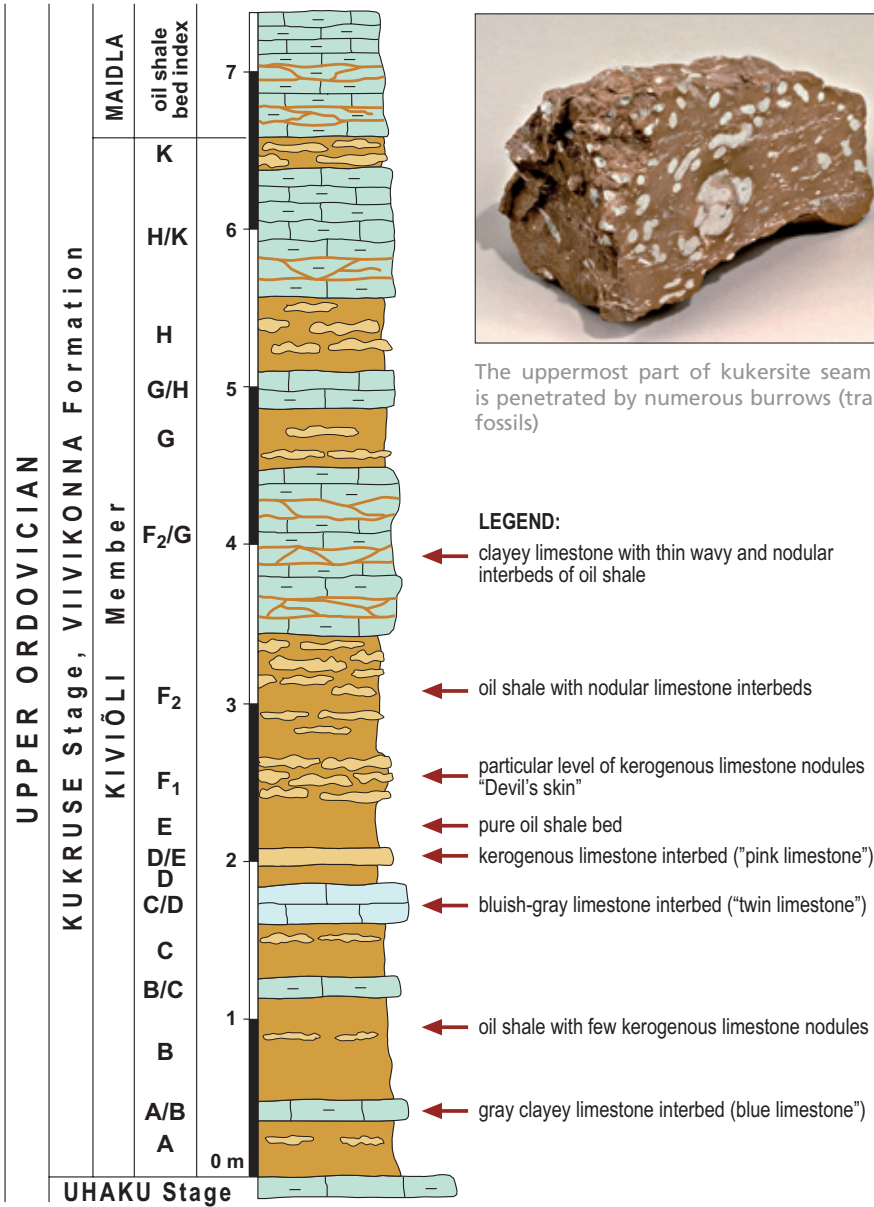 UPPER ORDOVICIAN
KUKRUSE Stage, VIIVIKONNA Formation
KIVIÕLI Member
MAIDLA
oil shale
bed index
7
K
6
H/K
H
5
G/H
G
F2/G
4
F2
3
F1
E
D/E
2
D
C/D
C
B/C
1
B
A/B
A
0 m
UHAKU Stage
The uppermost part of kukersite seam
is penetrated by numerous burrows (tra
fossils)
LEGEND:
clayey limestone with thin wavy and nodular
interbeds of oil shale
oil shale with nodular limestone interbeds
particular level of kerogenous limestone nodules
“Devil’s skin”
pure oil shale bed
kerogenous limestone interbed (”pink limestone”)
bluish-gray limestone interbed (“twin limestone”)
oil shale with few kerogenous limestone nodules
gray clayey limestone interbed (blue limestone”)